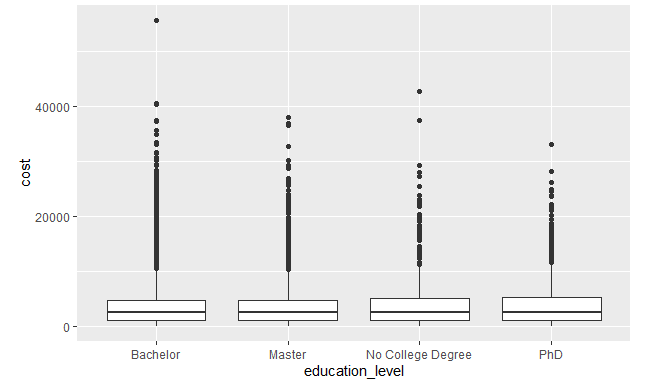 cost
40000
20000
0
Bachelor Master No College Degree PhD
education_level